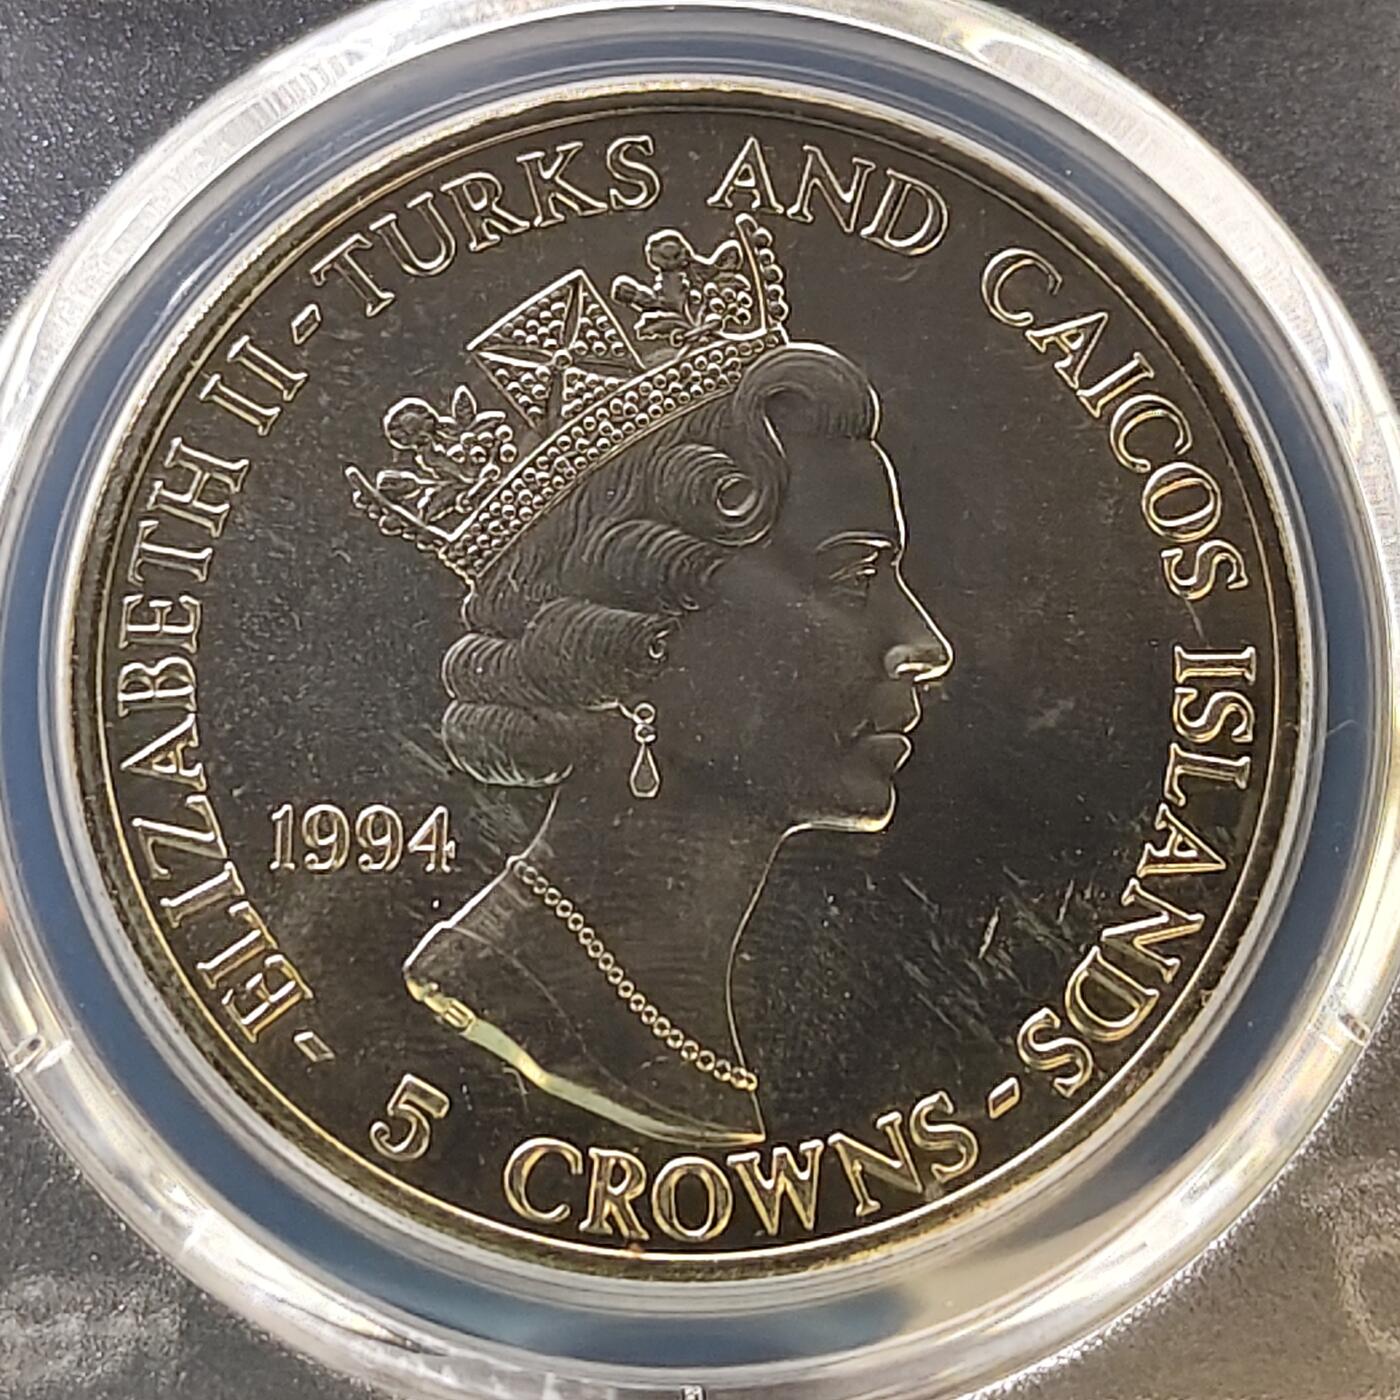 -ELIZABETH II-TURKS AND CAICOS ISLANDS-
1994
5 CROWNS